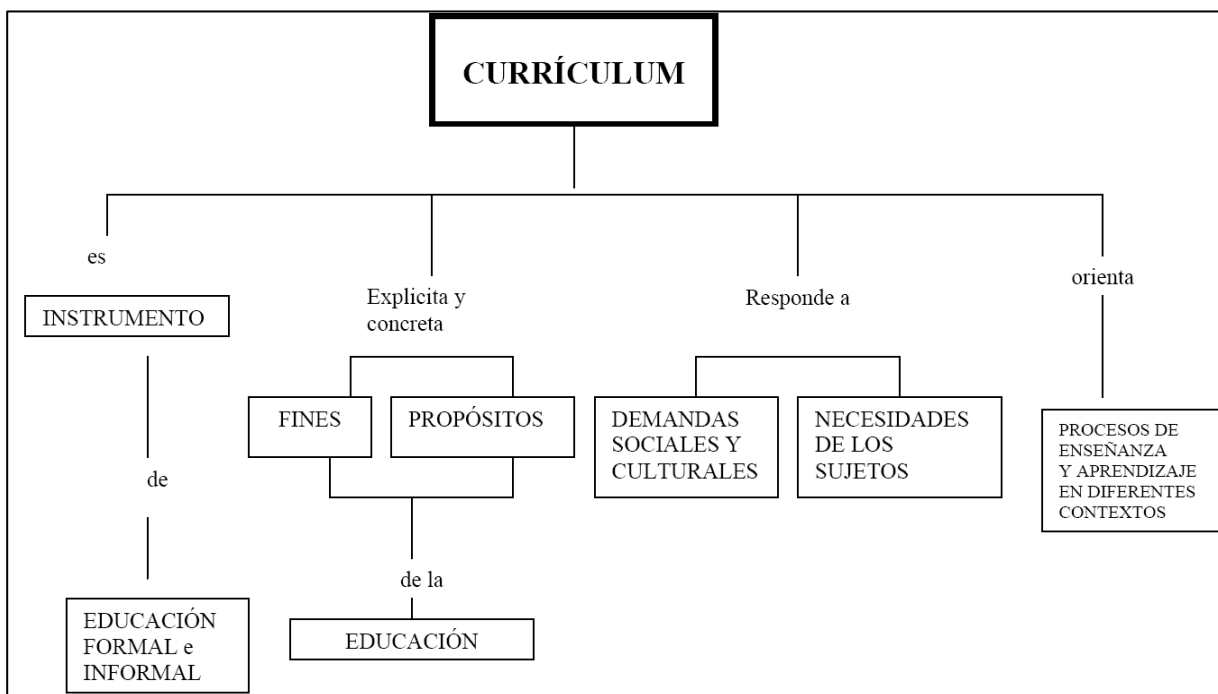 CURRÍCULUM
es
INSTRUMENTO
de
EDUCACIÓN
FORMAL e
INFORMAL
Explicita y
concreta
FINES
PROPÓSITOS
de la
EDUCACIÓN
Responde a
DEMANDAS
SOCIALES Y
CULTURALES
NECESIDADES
DE LOS
SUJETOS
orienta
PROCESOS DE
ENSEÑANZA
Y APRENDIZAJE
EN DIFERENTES
CONTEXTOS